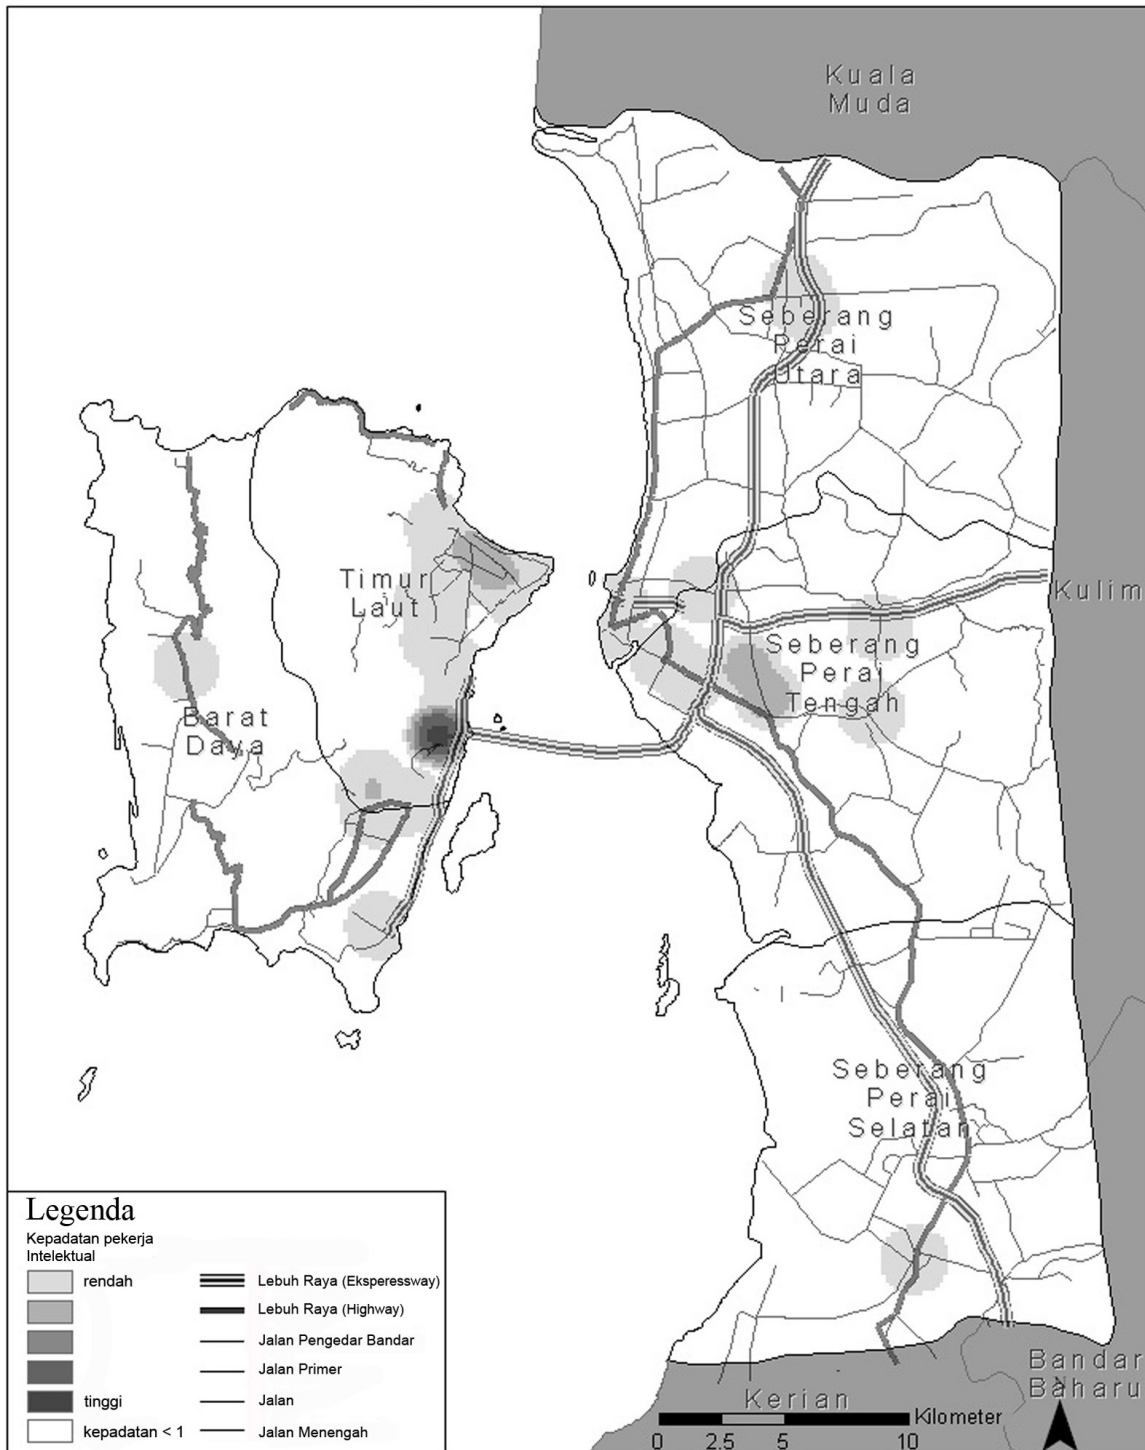 Kuala
Muda
Seberang
Perai
Utara
Timur
Laut
Kulim
Seberang
Perai
Tengah
Barat
Daya
Seberang
Perai
Selatan
Legenda
Kepadatan pekerja
Intelektual
rendah
tinggi
kepadatan < 1
Lebuh Raya (Eksperessway)
Lebuh Raya (Highway)
Jalan Pengedar Bandar
Jalan Primer
Jalan
Jalan Menengah
Bandar
Baharu
N
Kerian
Kilometer
0 2.5 5 10